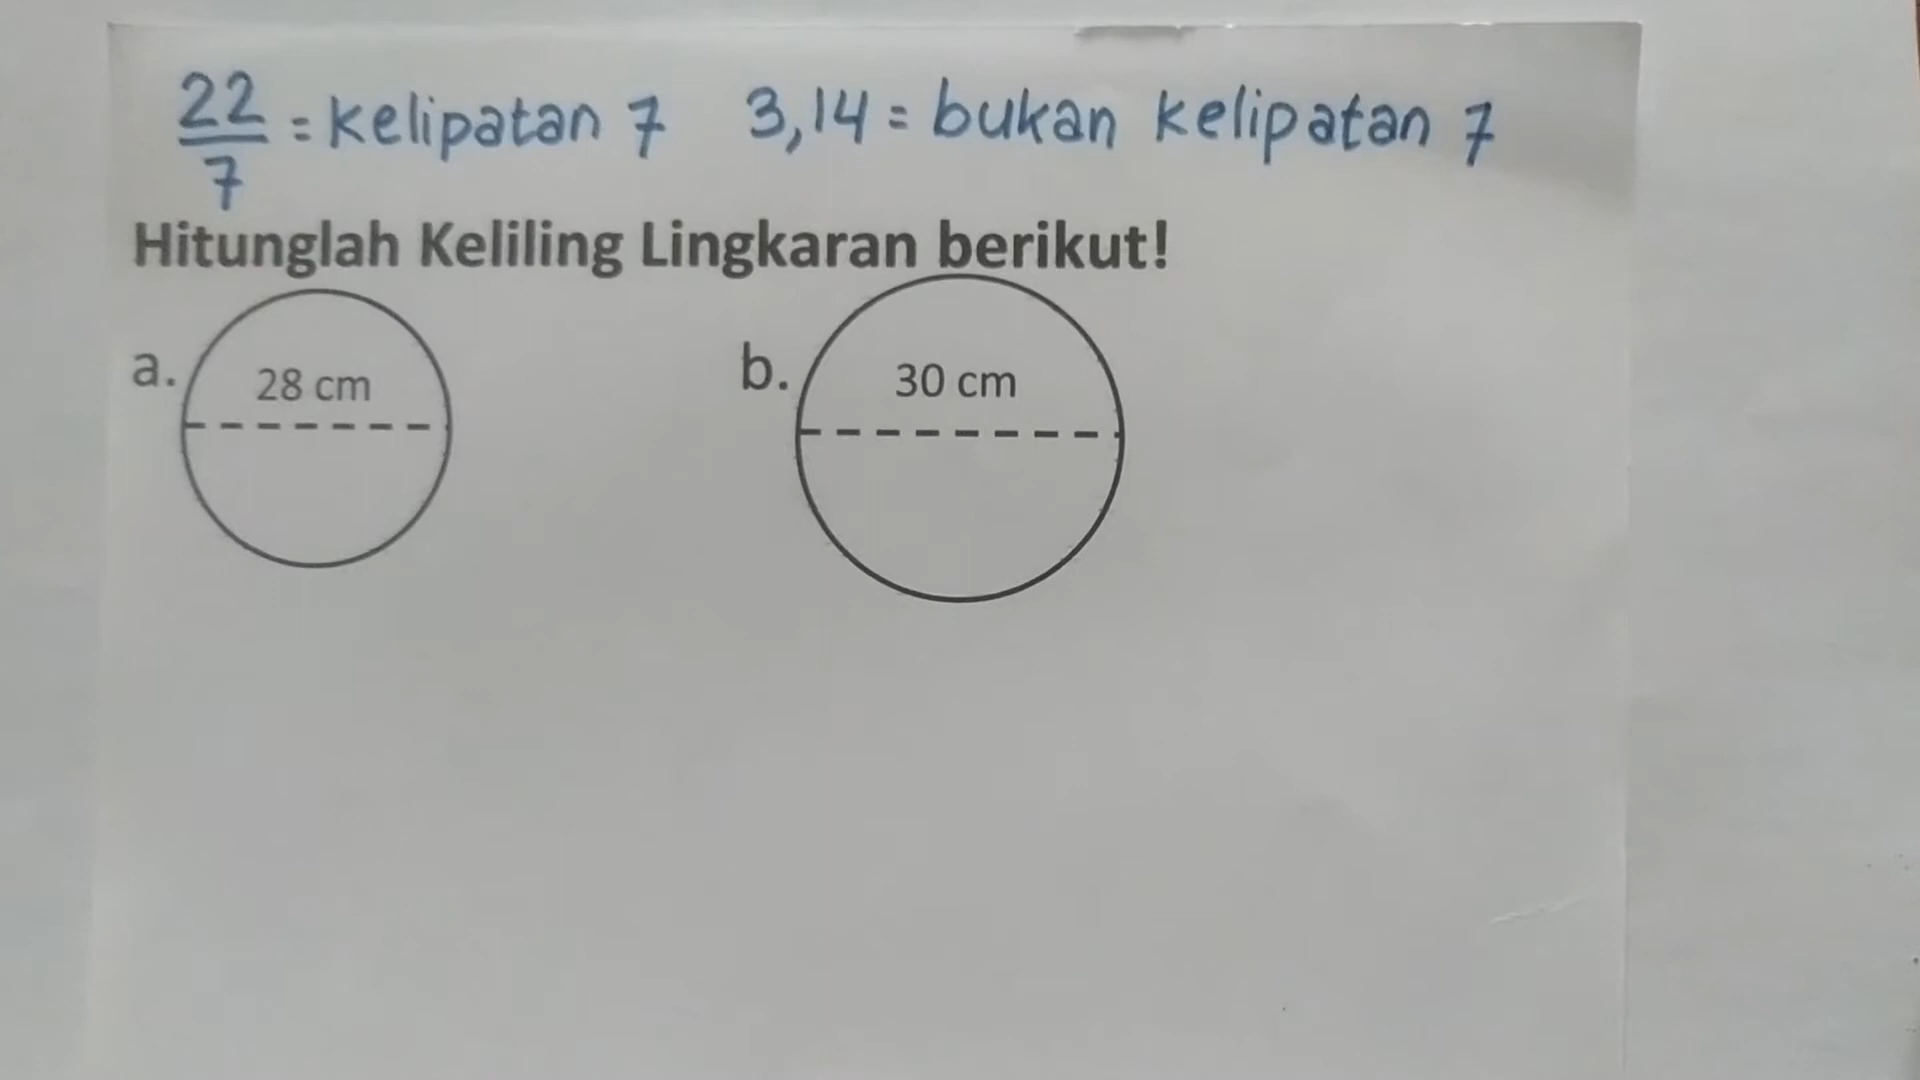 22/7 = kelipatan 7 3,14 = bukan kelipatan 7
Hitunglah Keliling Lingkaran berikut!
a. 28 cm b. 30 cm